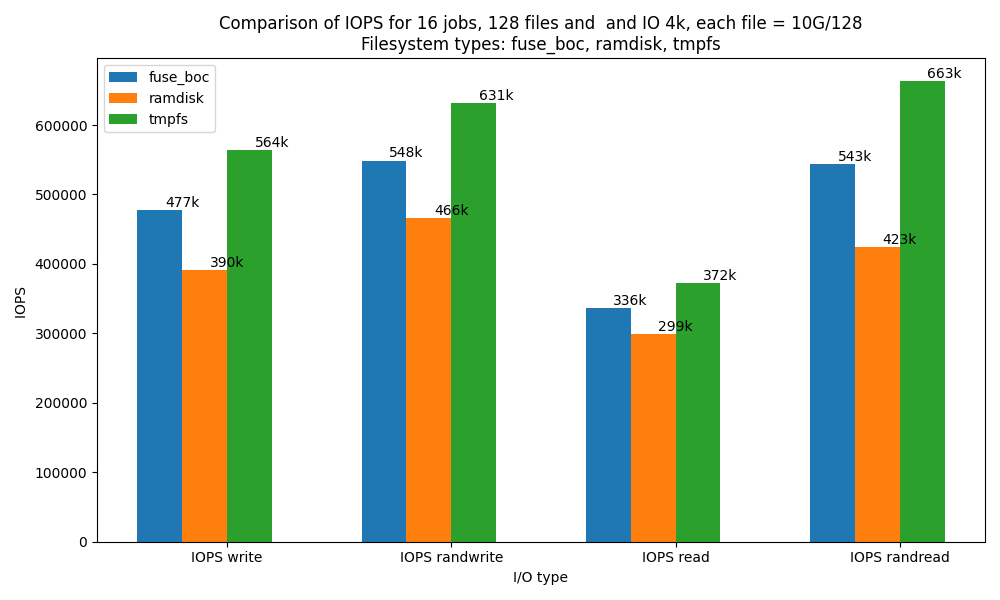 Comparison of IOPS for 16 jobs, 128 files and  and IO 4k, each file = 10G/128
Filesystem types: fuse_boc, ramdisk, tmpfs
fuse_boc
ramdisk
tmpfs
IOPS
600000
500000
400000
300000
200000
100000
0
477k
390k
564k
548k
466k
631k
336k
299k
372k
543k
423k
663k
IOPS write
IOPS randwrite
IOPS read
IOPS randread
I/O type